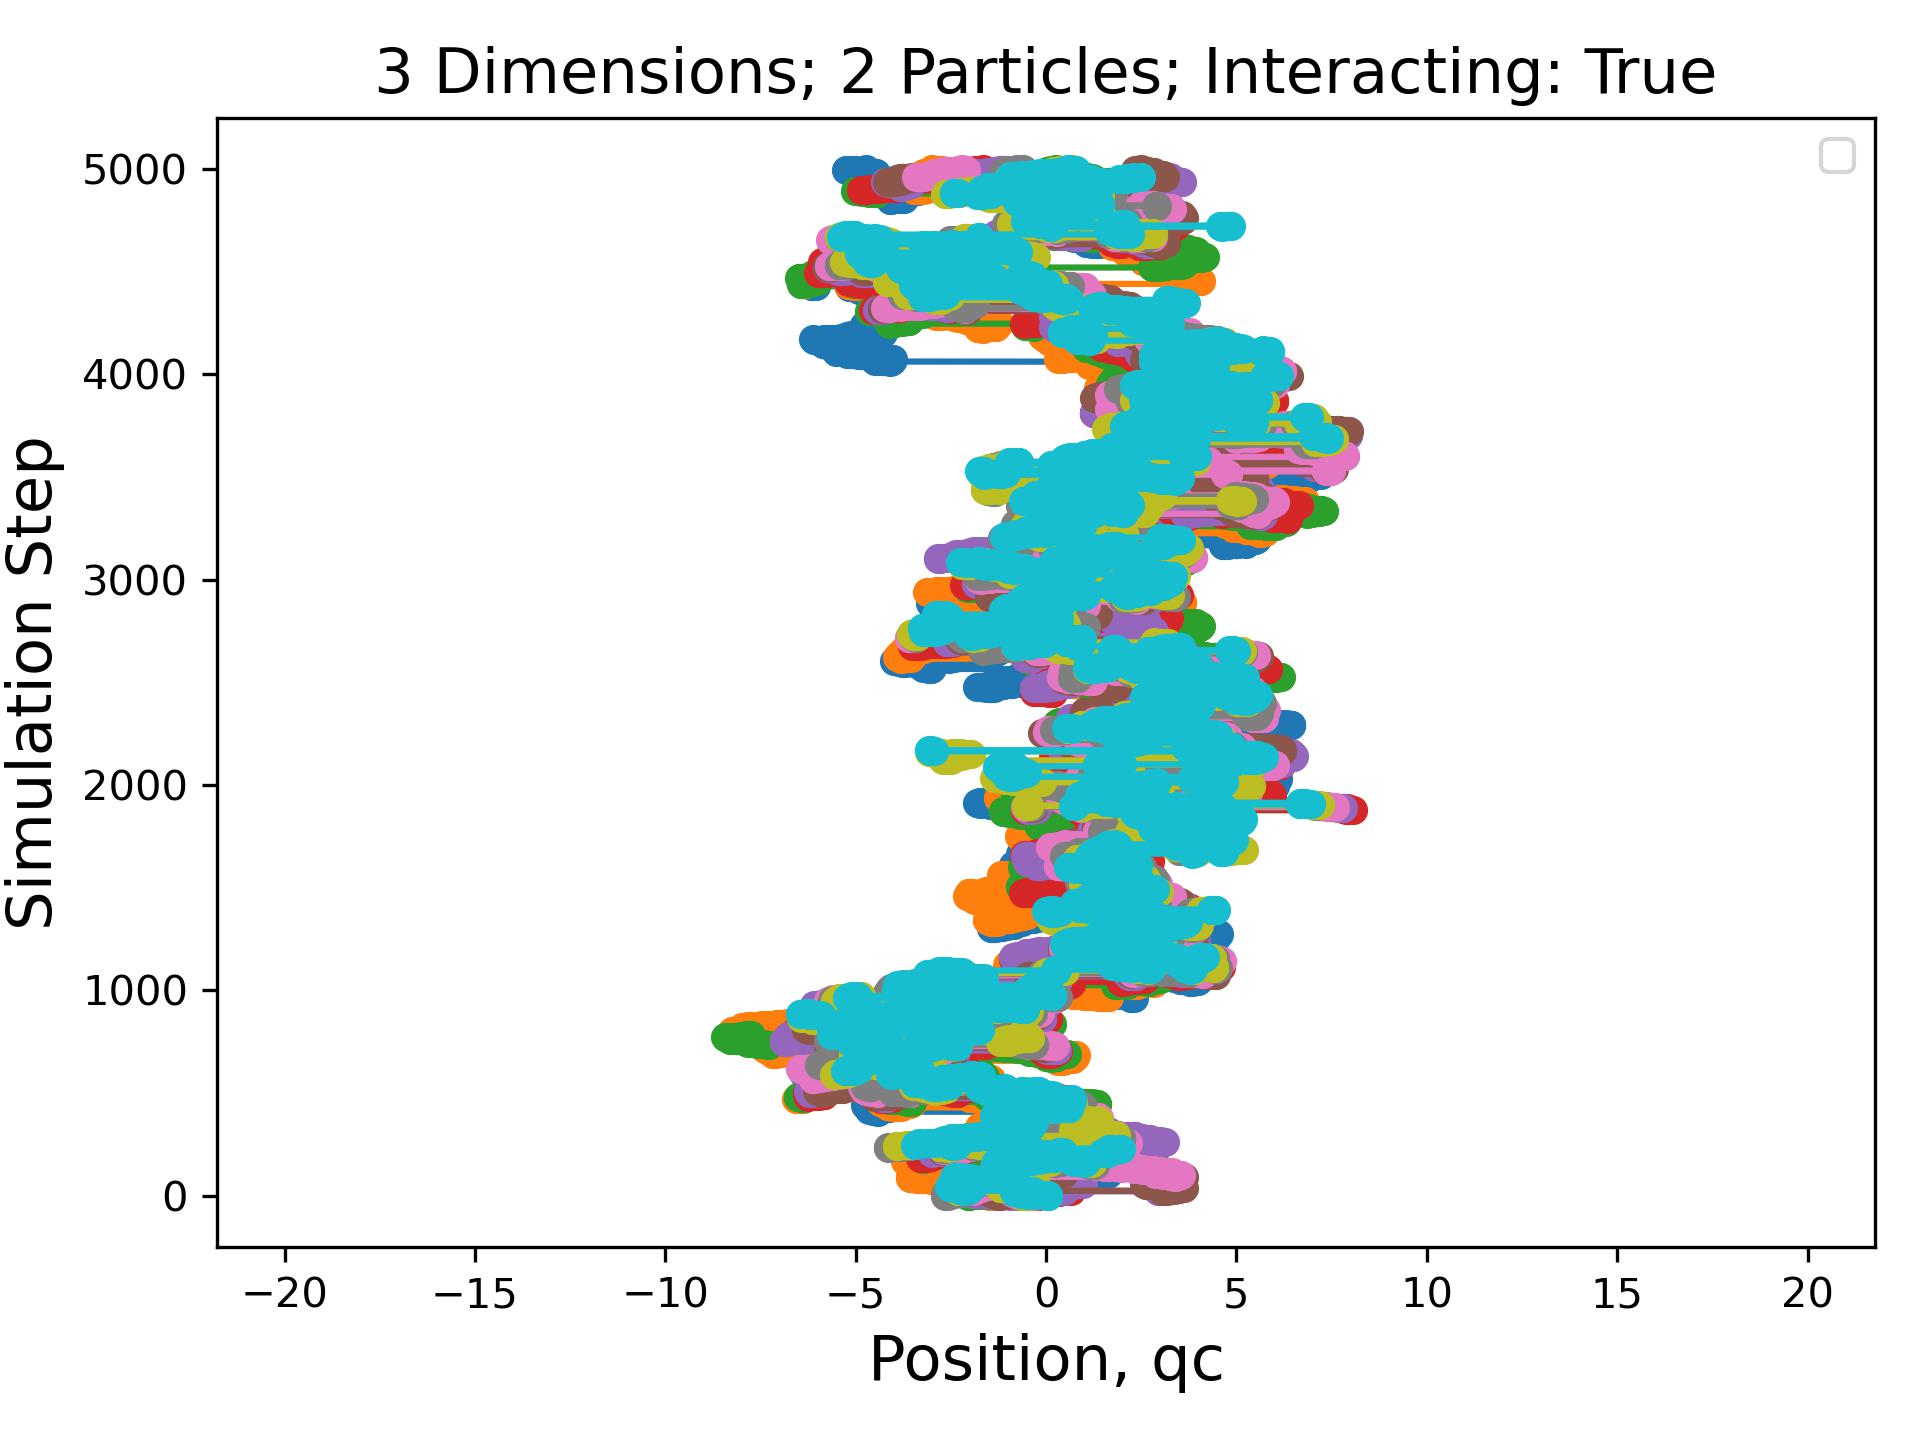 3 Dimensions; 2 Particles; Interacting: True
Simulation Step
5000
4000
3000
2000
1000
0
−20 −15 −10 −5 0 5 10 15 20
Position, qc